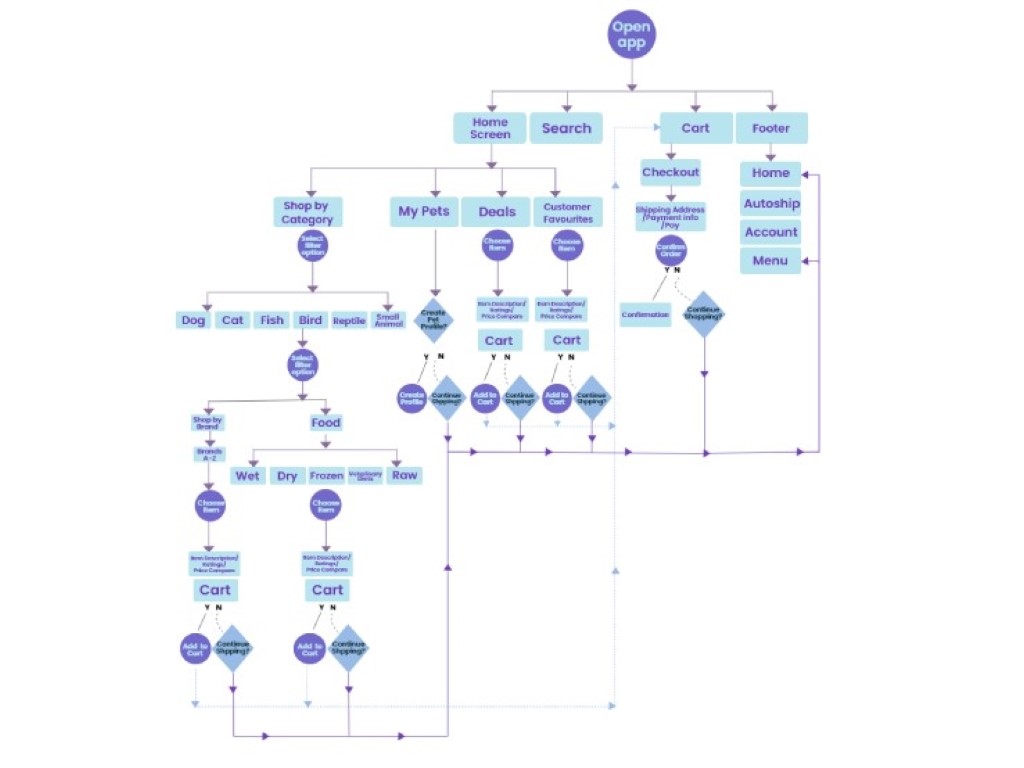 Open
app
Home
Screen
Search
Cart
Footer
Checkout
Home
Shipping Address
/Payment info
/Pay
Autoship
Shop by
Category
My Pets
Deals
Customer
Favourites
Account
Menu
Select
filter
option
Choose
Item
Choose
Item
Confirm
Order
Y N
Confirmation
Continue
Shopping?
Dog
Cat
Fish
Bird
Reptile
Small
Animal
Create
Pet
Profile?
Item Description/
Ratings/
Price Compare
Item Description/
Ratings/
Price Compare
Cart
Cart
Y N
Y N
Y N
Select
filter
option
Create
Profile
Continue
Shpping?
Add to
Cart
Continue
Shpping?
Add to
Cart
Continue
Shpping?
Shop by
Brand
Food
Brands
A-Z
Wet
Dry
Frozen
Veterinary
Diets
Raw
Choose
Item
Choose
Item
Item Description/
Ratings/
Price Compare
Item Description/
Ratings/
Price Compare
Cart
Cart
Y N
Y N
Add to
Cart
Continue
Shpping?
Add to
Cart
Continue
Shpping?